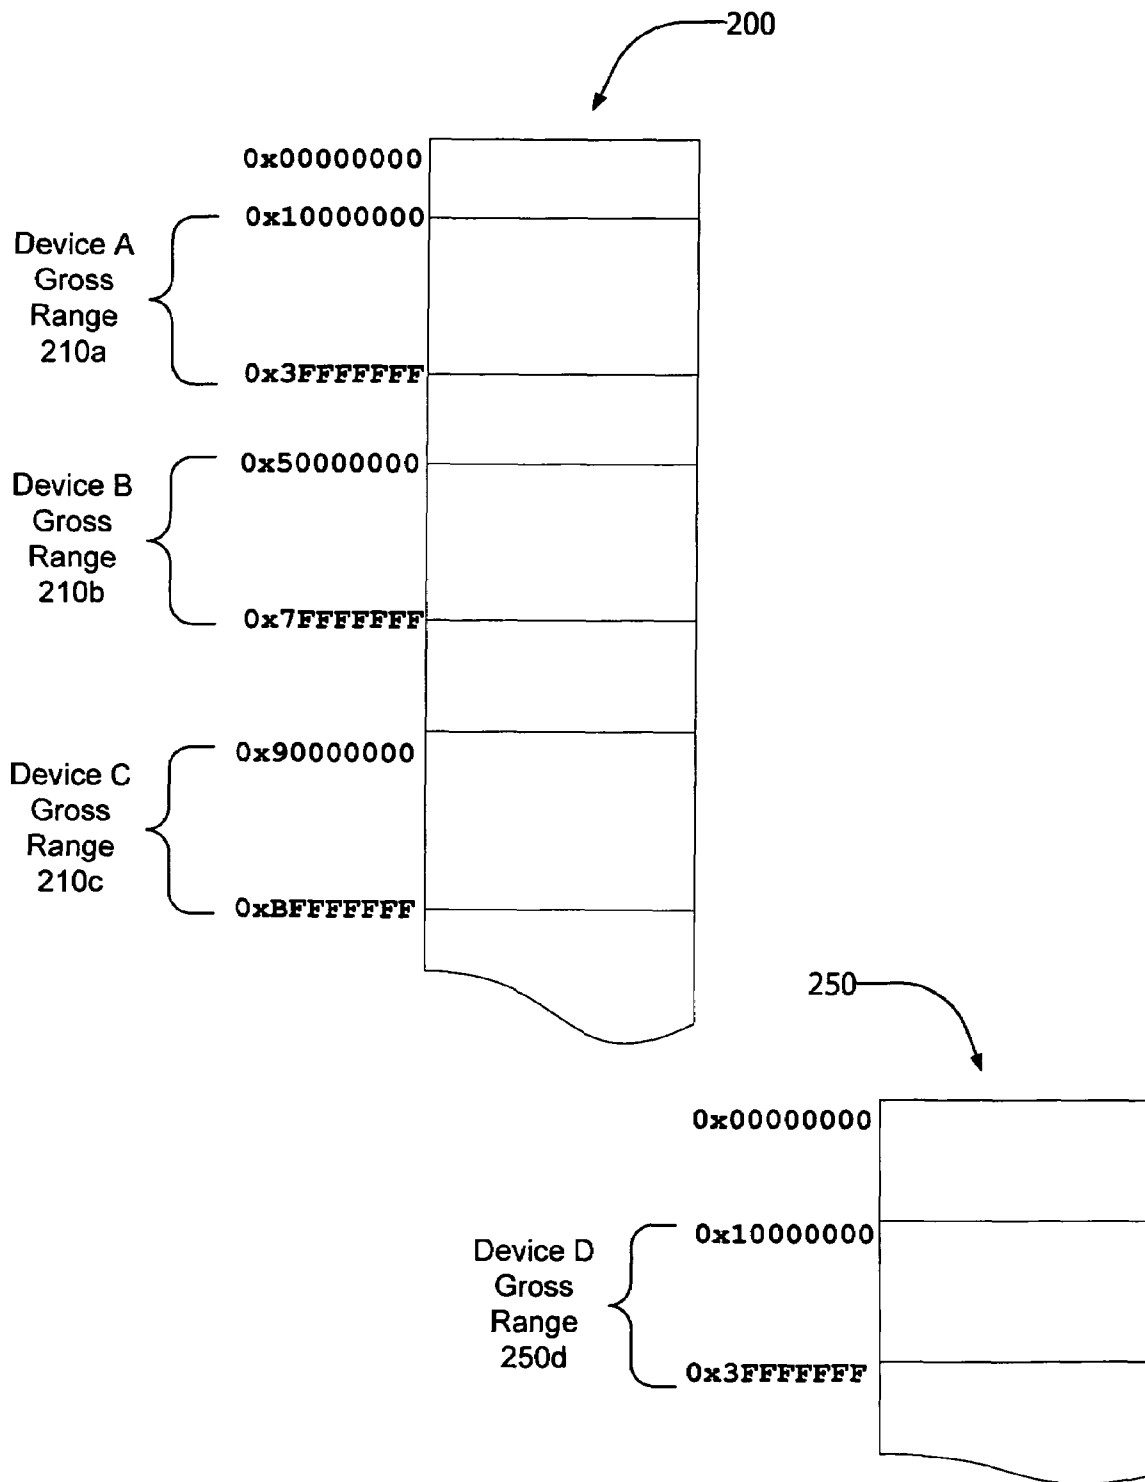 200
0x00000000
0x10000000
Device A
Gross
Range
210a
0x3FFFFFFF
0x50000000
Device B
Gross
Range
210b
0x7FFFFFFF
0x90000000
Device C
Gross
Range
210c
0xBFFFFFFF
250
0x00000000
0x10000000
Device D
Gross
Range
250d
0x3FFFFFFF